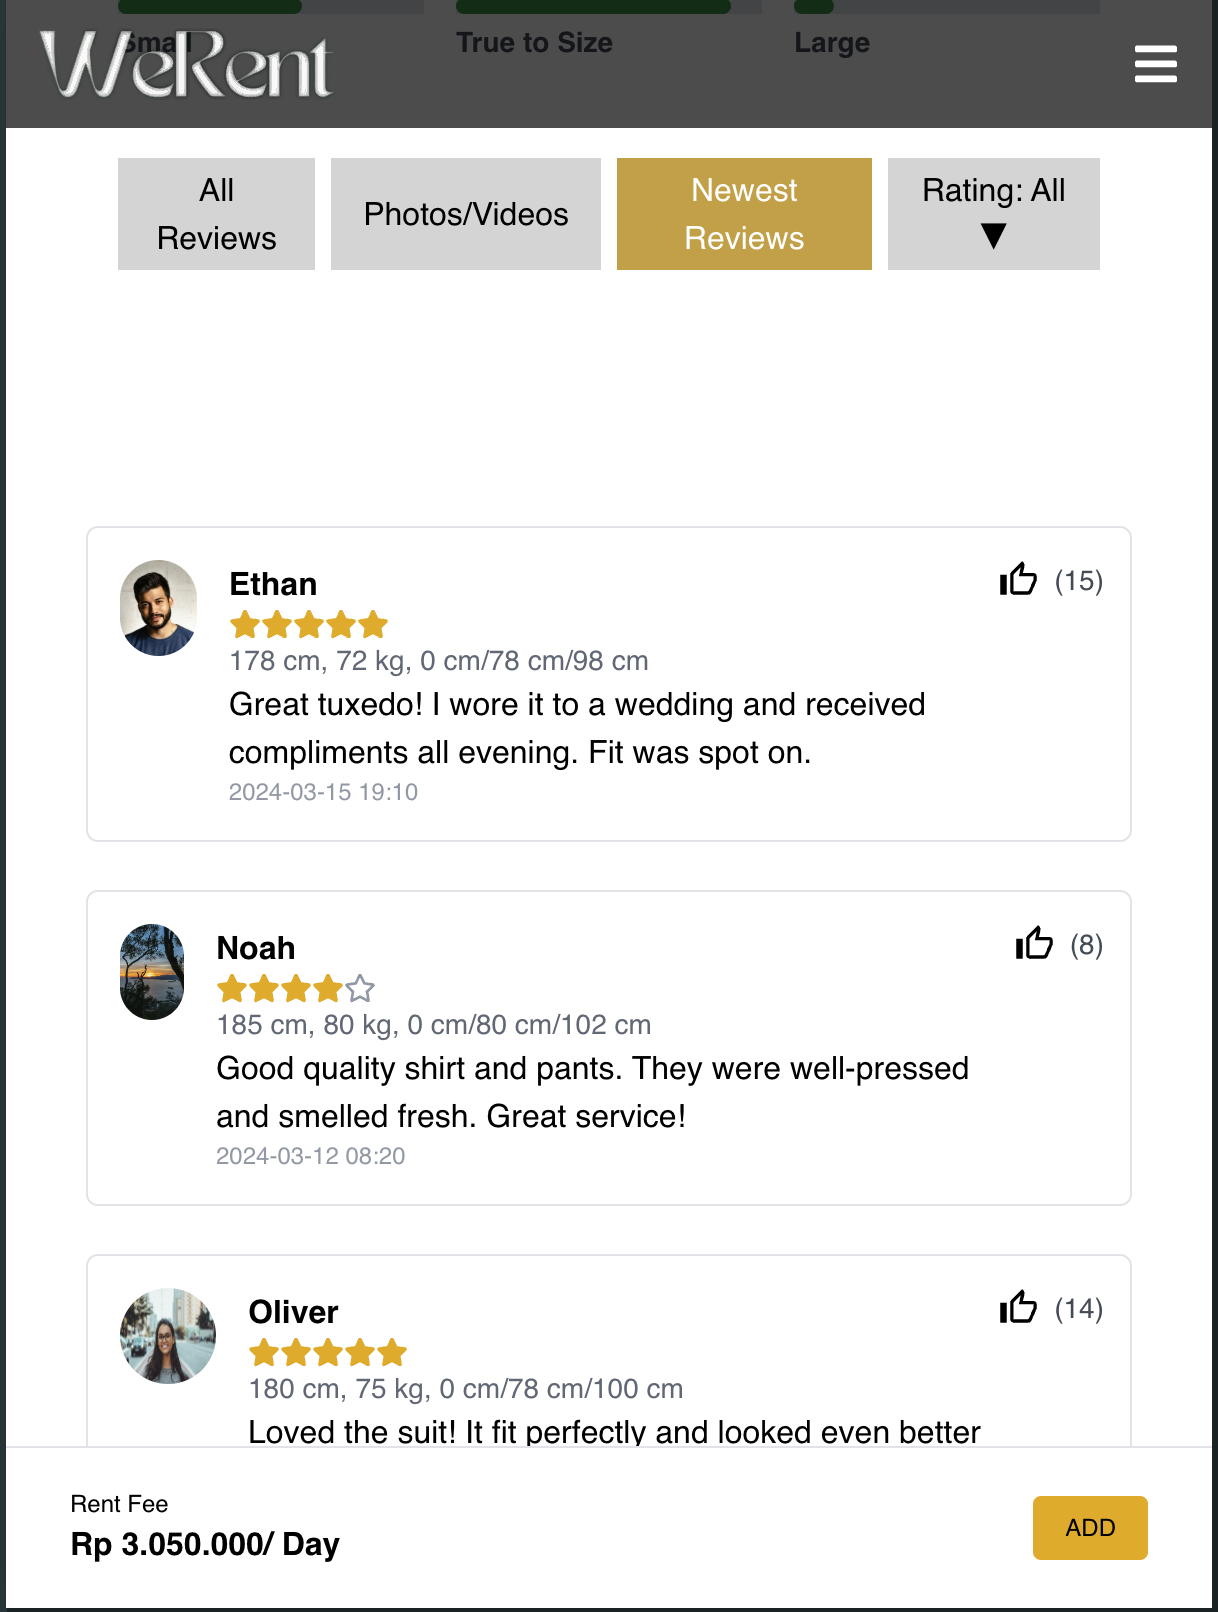 Small
True to Size
Large
WeRent
All
Reviews
Photos/Videos
Newest
Reviews
Rating: All
▼
Ethan
(15)
178 cm, 72 kg, 0 cm/78 cm/98 cm
Great tuxedo! I wore it to a wedding and received
compliments all evening. Fit was spot on.
2024-03-15 19:10
Noah
(8)
185 cm, 80 kg, 0 cm/80 cm/102 cm
Good quality shirt and pants. They were well-pressed
and smelled fresh. Great service!
2024-03-12 08:20
Oliver
(14)
180 cm, 75 kg, 0 cm/78 cm/100 cm
Loved the suit! It fit perfectly and looked even better
Rent Fee
Rp 3.050.000/ Day
ADD